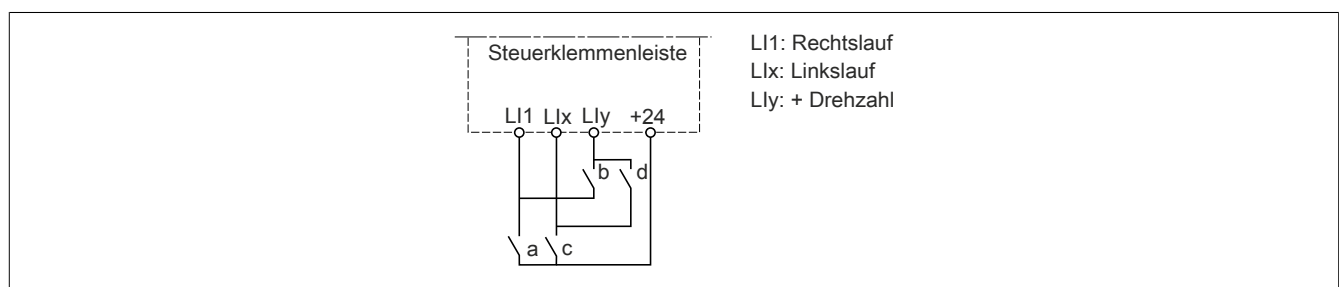 Steuerklemmenleiste
LI1 LIx LIy +24
b d
a c
LI1: Rechtslauf
LIx: Linkslauf
LIy: + Drehzahl